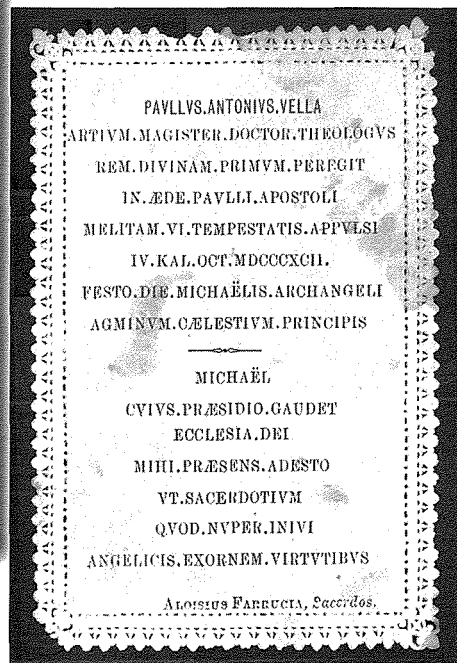 PAVLLVS.ANTONIVS.VELLA
ARTIVM.MAGISTER.DOCTOR.THEOLOGVS
REM.DIVINAM.PRIMVM.PEREGIT
IN.ÆDE.PAVLLI.APOSTOLI
MELITAM.VI.TEMPESTATIS.APPVLSI
IV.KAL.OCT.MDCCCXCII.
FESTO.DIE.MICHAËLIS.ARCHANGELI
AGMINVM.CÆLESTIVM.PRINCIPIS
MICHAËL
CVIVS.PRÆSIDIO.GAUDET
ECCLESIA.DEI
MIHI.PRÆSENS.ADESTO
VT.SACERDOTIVM
QVOD.NVPER.INIVI
ANGELICIS.EXORNEM.VIRTVTIBVS
ALOISIUS FARRUCIA, Sacerdos.